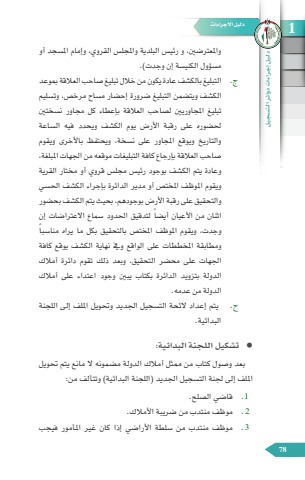 دليل الاجراءات
1
دليل اجراءات دوائر التسجيل
والمعترضين، و رئيس البلدية والمجلس القروي، وإمام المسجد أو
مسؤول الكنيسة إن وجدت).
ج- التبليغ بالكشف عادة يكون من خلال تبليغ صاحب العلاقة بموعد
الكشف ويتضمن التبليغ ضرورة إحضار مساح مرخص، وتسليم
تبليغ المجاورين لصاحب العلاقة بإعطاء كل مجاور نسختين
لحضوره على رقبة الأرض يوم الكشف ويحدد فيه الساعة
والتاريخ ويوقع المجاور على نسخة، ويحتفظ بالأخرى ويقوم
صاحب العلاقة بإرجاع كافة التبليغات موقعه من الجهات المبلغة.
وعادة يتم الكشف بوجود رئيس مجلس قروي أو مختار القرية
ويقوم الموظف المختص أو مدير الدائرة بإجراء الكشف الحسي
والتحقيق على رقبة الأرض بوجودهم، بحيث يتم الكشف بحضور
اثنان من الأعيان أيضاً لتدقيق الحدود سماع الاعتراضات إن
وجدت، ويقوم الموظف المختص بالتحقيق بكل ما يراه مناسباً
ومطابقة المخططات على الواقع وفي نهاية الكشف يوقع كافة
الجهات على محضر التحقيق، وبعد ذلك تقوم دائرة أملاك
الدولة بتزويد الدائرة بكتاب يبين وجود اعتداء على أملاك
الدولة من عدمه.
ح- يتم إعداد لائحة التسجيل الجديد وتحويل الملف إلى اللجنة
البدائية.
● تشكيل اللجنة البدائية:
بعد وصول كتاب من ممثل أملاك الدولة مضمونه لا مانع يتم تحويل
الملف إلى لجنة التسجيل الجديد (اللجنة البدائية) وتتألف من:
1. قاضي الصلح.
2. موظف منتدب من ضريبة الأملاك.
3. موظف منتدب من سلطة الأراضي إذا كان غير المأمور فيجب
78